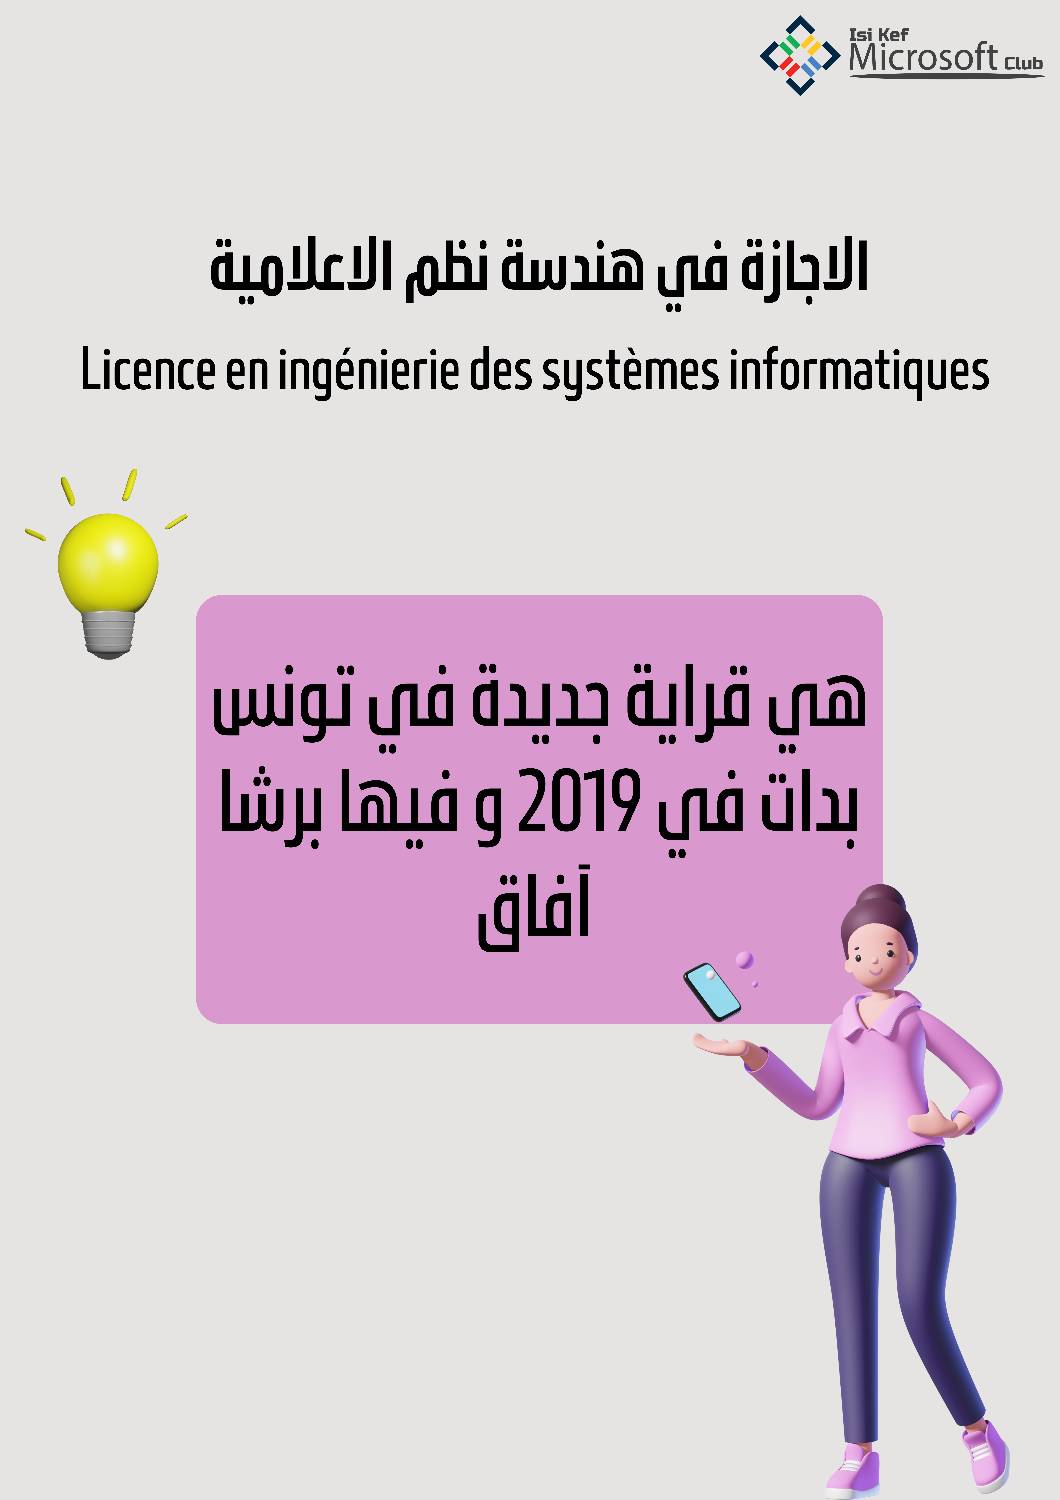 Isi Kef
Microsoft Club
الاجازة في هندسة نظم الاعلامية
Licence en ingénierie des systèmes informatiques
هي قراية جديدة في تونس
بدات في 2019 و فيها برشا
آفاق